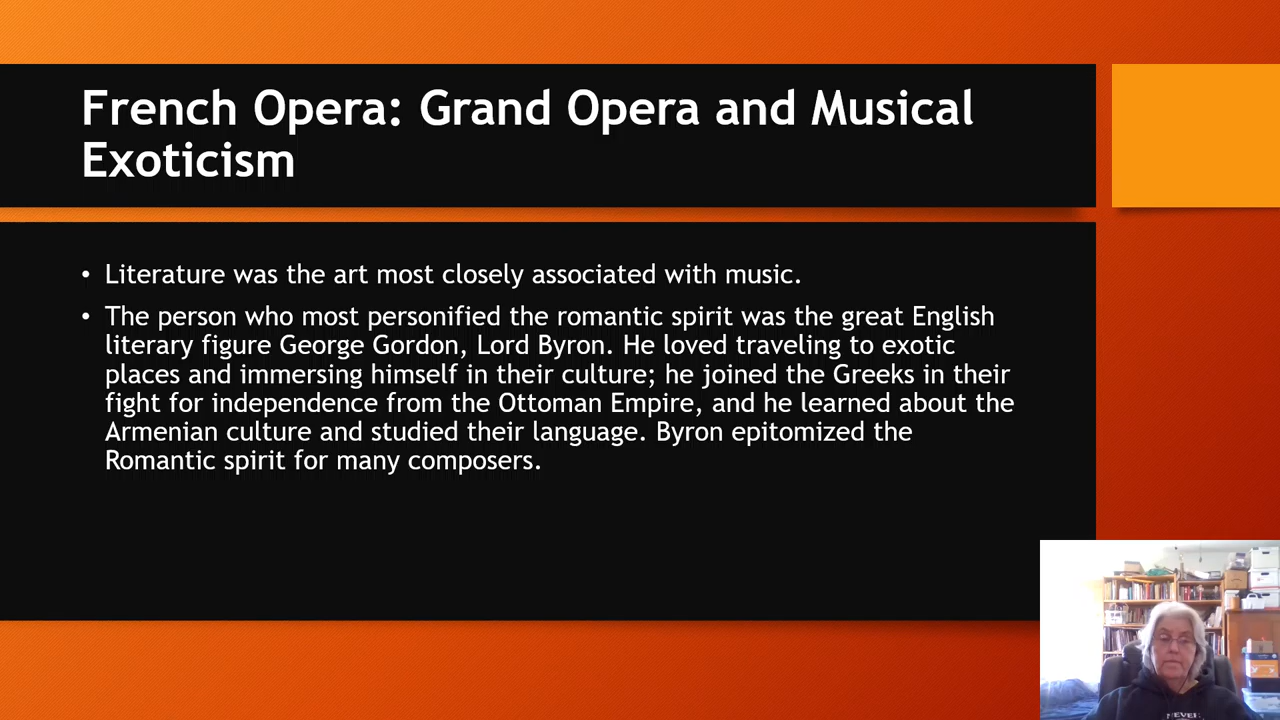 French Opera: Grand Opera and Musical
Exoticism
• Literature was the art most closely associated with music.
• The person who most personified the romantic spirit was the great English
literary figure George Gordon, Lord Byron. He loved traveling to exotic
places and immersing himself in their culture; he joined the Greeks in their
fight for independence from the Ottoman Empire, and he learned about the
Armenian culture and studied their language. Byron epitomized the
Romantic spirit for many composers.
NEVER